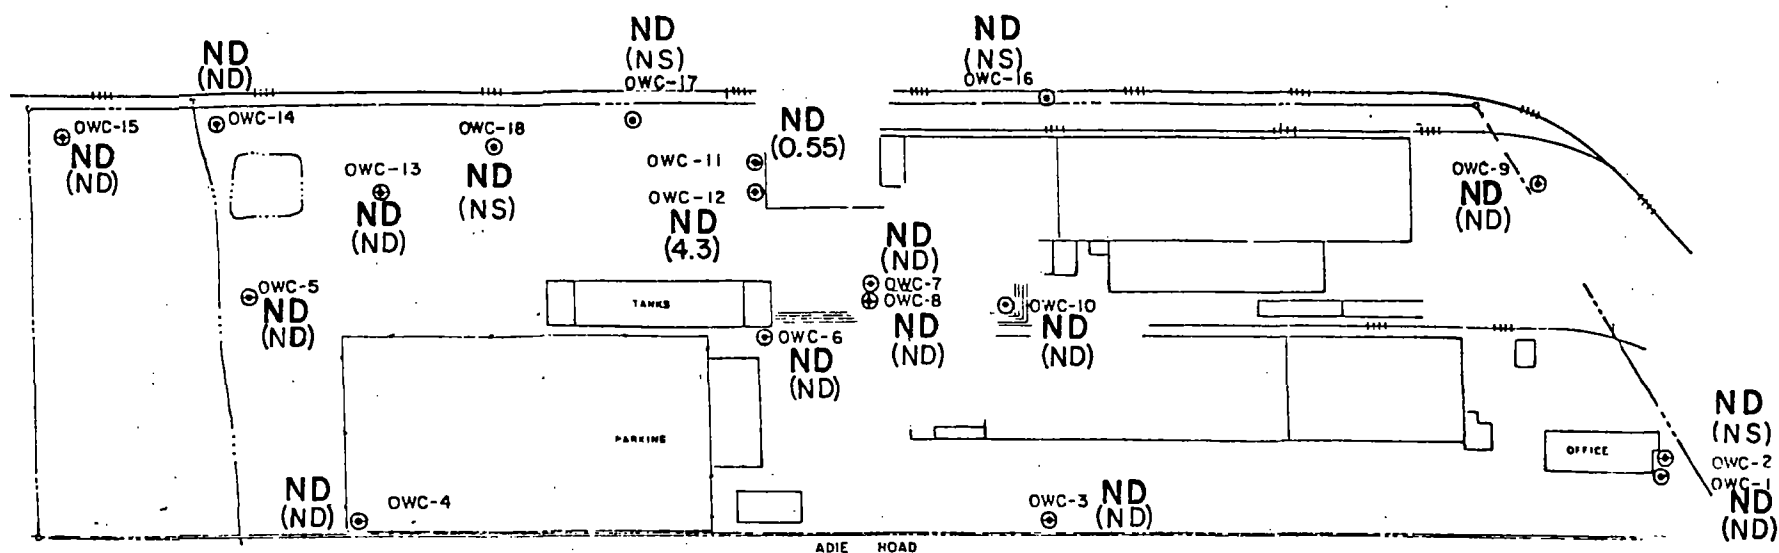 ND
(NS)
OWC-17
ND
(NS)
OWC-16
ND
(ND)
OWC-14
OWC-15
ND
(ND)
OWC-18
ND
(NS)
OWC-13
ND
(ND)
ND
(0.55)
OWC-11
OWC-12
ND
(4.3)
OWC-9
ND
(ND)
ND
(ND)
OWC-7
OWC-8
ND
(ND)
OWC-10
ND
(ND)
OWC-5
ND
(ND)
TANKS
OWC-6
ND
(ND)
PARKING
OFFICE
ND
(NS)
OWC-2
OWC-1
ND
(ND)
ND
(ND)
OWC-4
OWC-3
ND
(ND)
ADIE HOAD